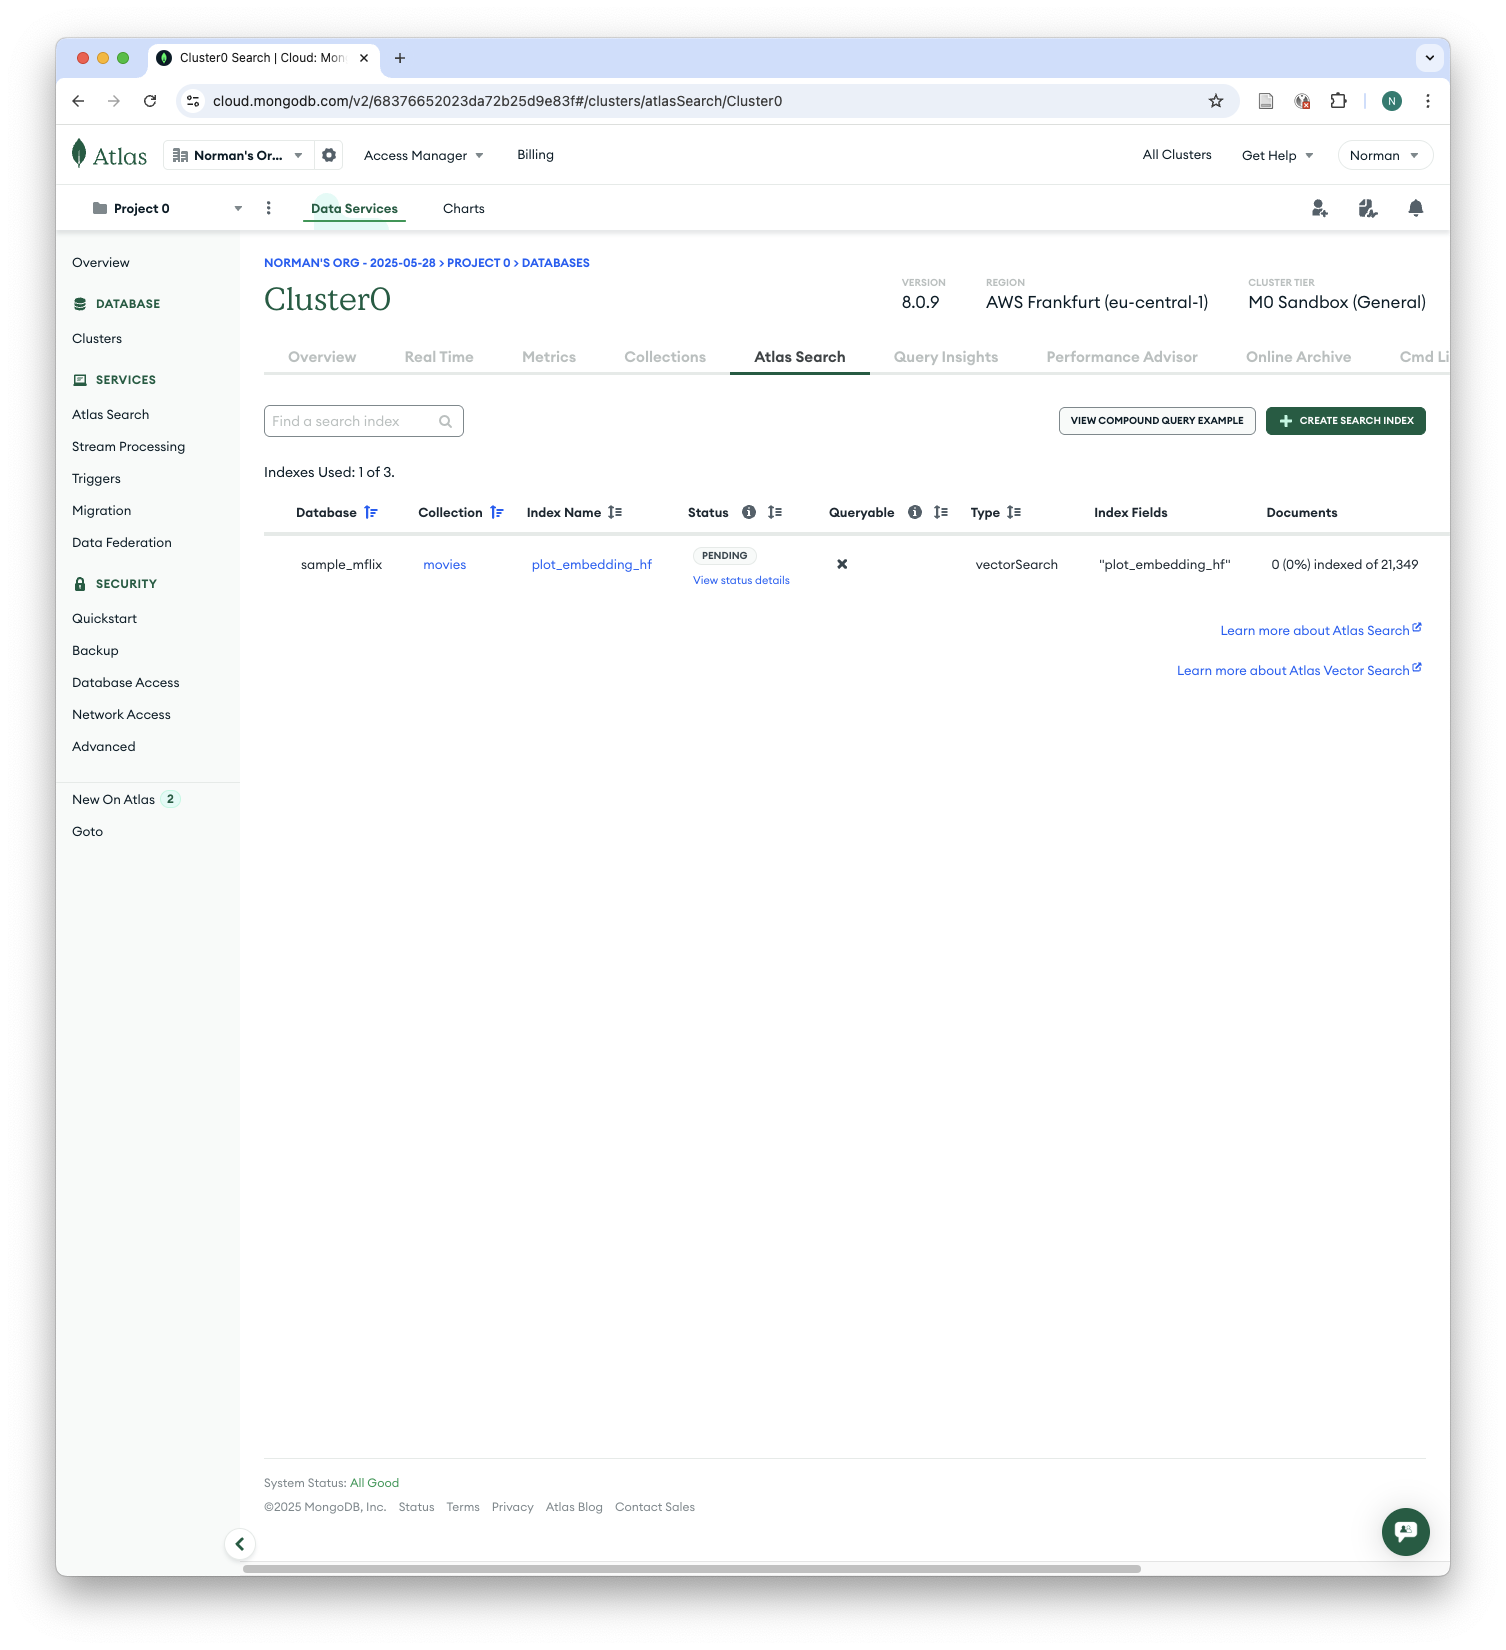 Cluster0 Search | Cloud: Mon
cloud.mongodb.com/v2/68376652023da72b25d9e83f#/clusters/atlasSearch/Cluster0
N
Atlas
Norman's Or...
Access Manager
Billing
All Clusters
Get Help
Norman
Project 0
Data Services
Charts
Overview
DATABASE
Clusters
SERVICES
Atlas Search
Stream Processing
Triggers
Migration
Data Federation
SECURITY
Quickstart
Backup
Database Access
Network Access
Advanced
New On Atlas 2
Goto
NORMAN'S ORG - 2025-05-28 > PROJECT 0 > DATABASES
Cluster0
VERSION
8.0.9
REGION
AWS Frankfurt (eu-central-1)
CLUSTER TIER
M0 Sandbox (General)
Overview
Real Time
Metrics
Collections
Atlas Search
Query Insights
Performance Advisor
Online Archive
Cmd Li
Find a search index
VIEW COMPOUND QUERY EXAMPLE
CREATE SEARCH INDEX
Indexes Used: 1 of 3.
Database Collection Index Name Status Queryable Type Index Fields Documents
sample_mflix movies plot_embedding_hf PENDING vectorSearch "plot_embedding_hf" 0 (0%) indexed of 21,349
View status details
Learn more about Atlas Search
Learn more about Atlas Vector Search
System Status: All Good
©2025 MongoDB, Inc. Status Terms Privacy Atlas Blog Contact Sales